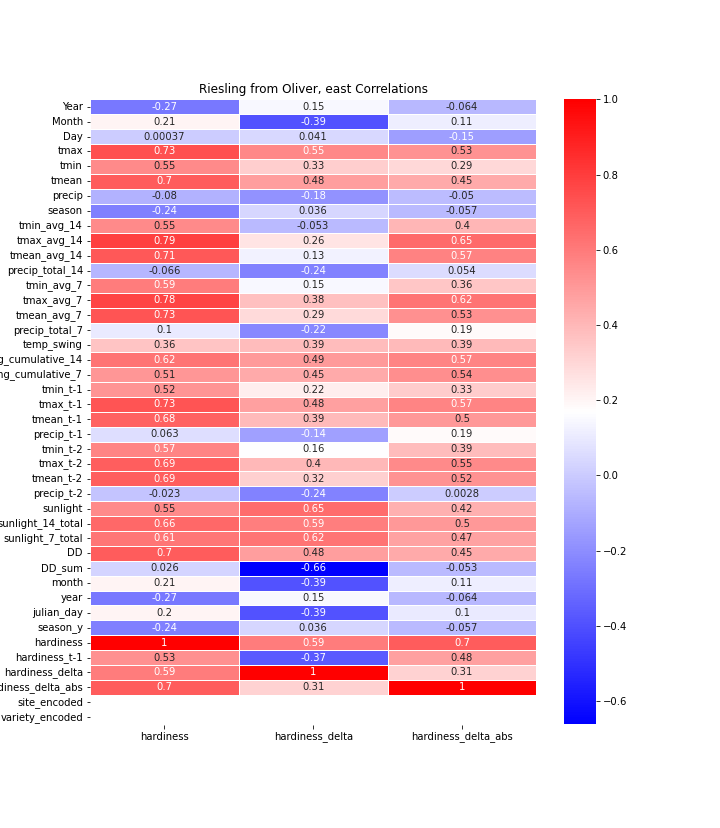 Riesling from Oliver, east Correlations
Year -0.27 0.15 -0.064
Month 0.21 -0.39 0.11
Day 0.00037 0.041 -0.15
tmax 0.73 0.55 0.53
tmin 0.55 0.33 0.29
tmean 0.7 0.48 0.45
precip -0.08 -0.18 -0.05
season -0.24 0.036 -0.057
tmin_avg_14 0.55 -0.053 0.4
tmax_avg_14 0.79 0.26 0.65
tmean_avg_14 0.71 0.13 0.57
precip_total_14 -0.066 -0.24 0.054
tmin_avg_7 0.59 0.15 0.36
tmax_avg_7 0.78 0.38 0.62
tmean_avg_7 0.73 0.29 0.53
precip_total_7 0.1 -0.22 0.19
temp_swing 0.36 0.39 0.39
g_cumulative_14 0.62 0.49 0.57
ng_cumulative_7 0.51 0.45 0.54
tmin_t-1 0.52 0.22 0.33
tmax_t-1 0.73 0.48 0.57
tmean_t-1 0.68 0.39 0.5
precip_t-1 0.063 -0.14 0.19
tmin_t-2 0.57 0.16 0.39
tmax_t-2 0.69 0.4 0.55
tmean_t-2 0.69 0.32 0.52
precip_t-2 -0.023 -0.24 0.0028
sunlight 0.55 0.65 0.42
sunlight_14_total 0.66 0.59 0.5
sunlight_7_total 0.61 0.62 0.47
DD 0.7 0.48 0.45
DD_sum 0.026 -0.66 -0.053
month 0.21 -0.39 0.11
year -0.27 0.15 -0.064
julian_day 0.2 -0.39 0.1
season_y -0.24 0.036 -0.057
hardiness 1 0.59 0.7
hardiness_t-1 0.53 -0.37 0.48
hardiness_delta 0.59 1 0.31
diness_delta_abs 0.7 0.31 1
site_encoded
variety_encoded
hardiness hardiness_delta hardiness_delta_abs
1.0
0.8
0.6
0.4
0.2
0.0
−0.2
−0.4
−0.6